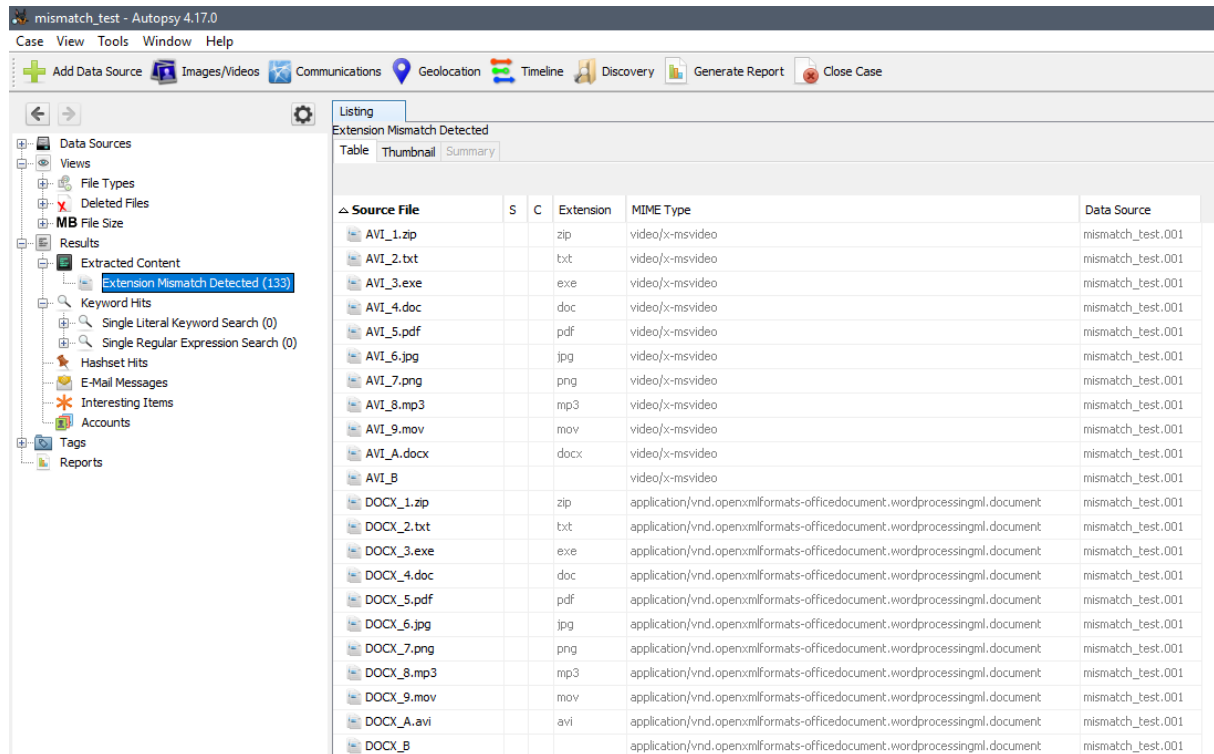 mismatch_test - Autopsy 4.17.0
Case View Tools Window Help
Add Data Source Images/Videos Communications Geolocation Timeline Discovery Generate Report Close Case
Data Sources
Views
File Types
Deleted Files
MB File Size
Results
Extracted Content
Extension Mismatch Detected (133)
Keyword Hits
Single Literal Keyword Search (0)
Single Regular Expression Search (0)
Hashset Hits
E-Mail Messages
Interesting Items
Accounts
Tags
Reports
Listing
Extension Mismatch Detected
Table Thumbnail Summary
Source File S C Extension MIME Type Data Source
AVI_1.zip zip video/x-msvideo mismatch_test.001
AVI_2.txt txt video/x-msvideo mismatch_test.001
AVI_3.exe exe video/x-msvideo mismatch_test.001
AVI_4.doc doc video/x-msvideo mismatch_test.001
AVI_5.pdf pdf video/x-msvideo mismatch_test.001
AVI_6.jpg jpg video/x-msvideo mismatch_test.001
AVI_7.png png video/x-msvideo mismatch_test.001
AVI_8.mp3 mp3 video/x-msvideo mismatch_test.001
AVI_9.mov mov video/x-msvideo mismatch_test.001
AVI_A.docx docx video/x-msvideo mismatch_test.001
AVI_B video/x-msvideo mismatch_test.001
DOCX_1.zip zip application/vnd.openxmlformats-officedocument.wordprocessingml.document mismatch_test.001
DOCX_2.txt txt application/vnd.openxmlformats-officedocument.wordprocessingml.document mismatch_test.001
DOCX_3.exe exe application/vnd.openxmlformats-officedocument.wordprocessingml.document mismatch_test.001
DOCX_4.doc doc application/vnd.openxmlformats-officedocument.wordprocessingml.document mismatch_test.001
DOCX_5.pdf pdf application/vnd.openxmlformats-officedocument.wordprocessingml.document mismatch_test.001
DOCX_6.jpg jpg application/vnd.openxmlformats-officedocument.wordprocessingml.document mismatch_test.001
DOCX_7.png png application/vnd.openxmlformats-officedocument.wordprocessingml.document mismatch_test.001
DOCX_8.mp3 mp3 application/vnd.openxmlformats-officedocument.wordprocessingml.document mismatch_test.001
DOCX_9.mov mov application/vnd.openxmlformats-officedocument.wordprocessingml.document mismatch_test.001
DOCX_A.avi avi application/vnd.openxmlformats-officedocument.wordprocessingml.document mismatch_test.001
DOCX_B application/vnd.openxmlformats-officedocument.wordprocessingml.document mismatch_test.001